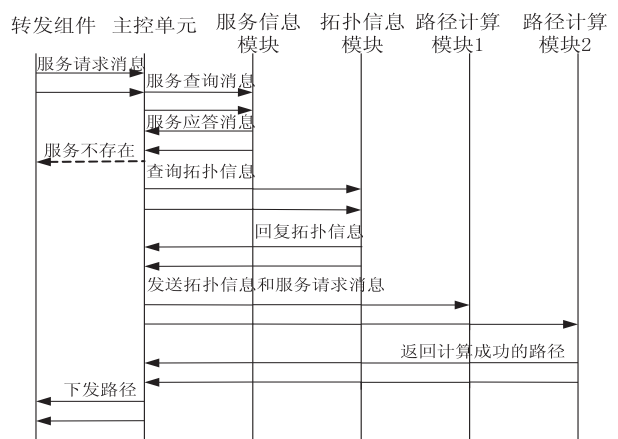 转发组件
主控单元
服务信息
模块
拓扑信息
模块
路径计算
模块1
路径计算
模块2
服务请求消息
服务查询消息
服务应答消息
服务不存在
查询拓扑信息
回复拓扑信息
发送拓扑信息和服务请求消息
返回计算成功的路径
下发路径